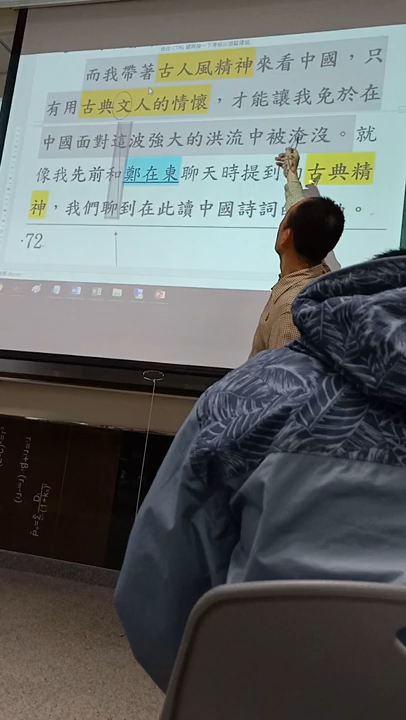 而我帶著古人風精神來看中國，只
有用古典文人的情懷，才能讓我免於在
中國面對這波強大的洪流中被淹沒。就
像我先前和鄭在東聊天時提到的古典精
神，我們聊到在此讀中國詩詞的
·72